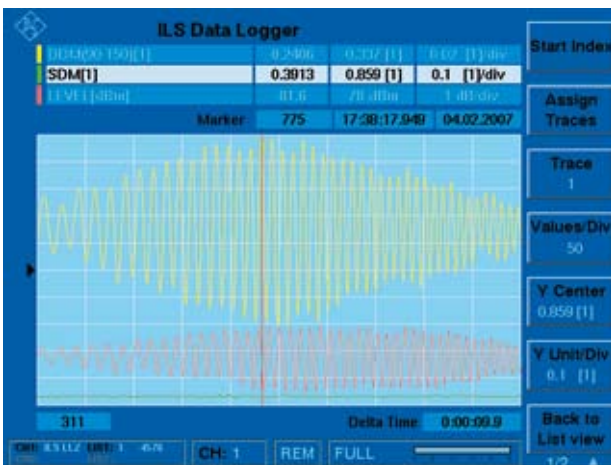 ILS Data Logger
DDM(90-150)[1] 0.2406 0.337 [1] 0.02 [1]/div
SDM[1] 0.3913 0.859 [1] 0.1 [1]/div
LEVEL[dBm] -81.6 -78 dBm 1 dB/div
Marker 775 17:38:17.949 04.02.2007
Start Index
Assign
Traces
Trace
1
Values/Div
50
Y Center
0.859 [1]
Y Unit/Div
0.1 [1]
Back to
List view
1/2
311 Delta Time 0:00:09.9
CH1: ILS LLZ
CH: 1 REM FULL